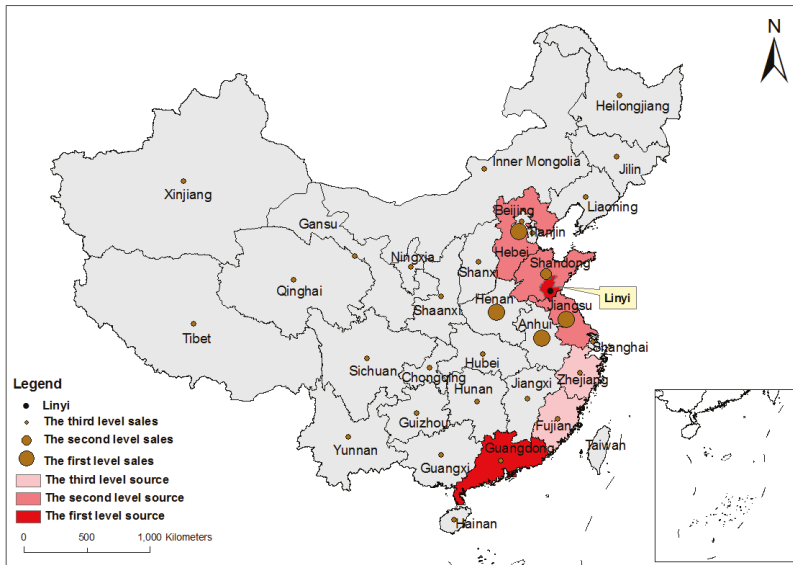 N
Heilongjiang
Jilin
Inner Mongolia
Liaoning
Xinjiang
Beijing
Gansu
Tianjin
Hebei
Ningxia
Shandong
Shanxi
Qinghai
Linyi
Shaanxi
Henan
Jiangsu
Anhui
Tibet
Shanghai
Hubei
Sichuan
Chongqing
Zhejiang
Hunan
Jiangxi
Guizhou
Fujian
Yunnan
Guangdong
Taiwan
Guangxi
Hainan
Legend
Linyi
The third level sales
The second level sales
The first level sales
The third level source
The second level source
The first level source
0 500 1,000 Kilometers